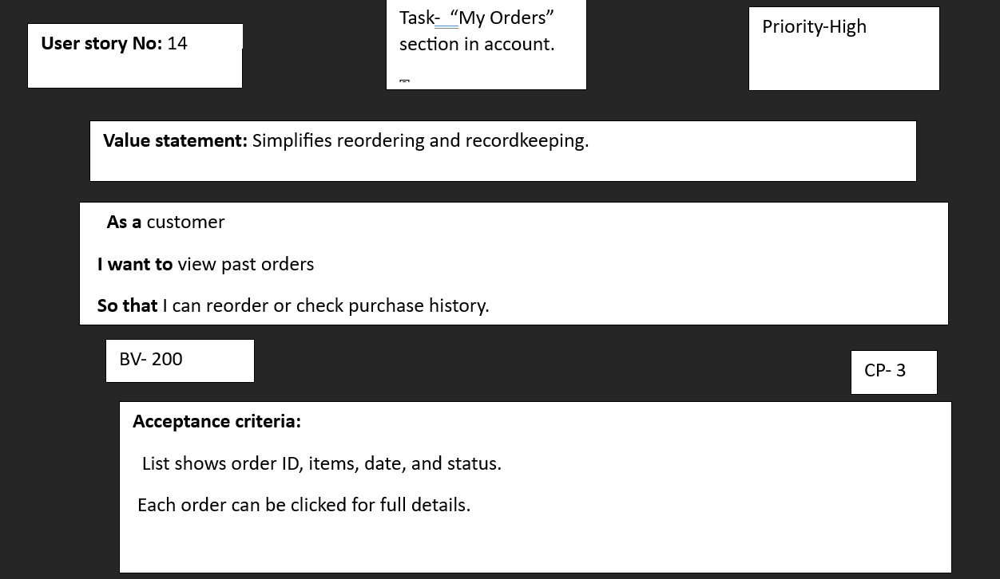 User story No: 14
Task- “My Orders”
section in account.
Priority-High
Value statement: Simplifies reordering and recordkeeping.
As a customer
I want to view past orders
So that I can reorder or check purchase history.
BV- 200
CP- 3
Acceptance criteria:
List shows order ID, items, date, and status.
Each order can be clicked for full details.